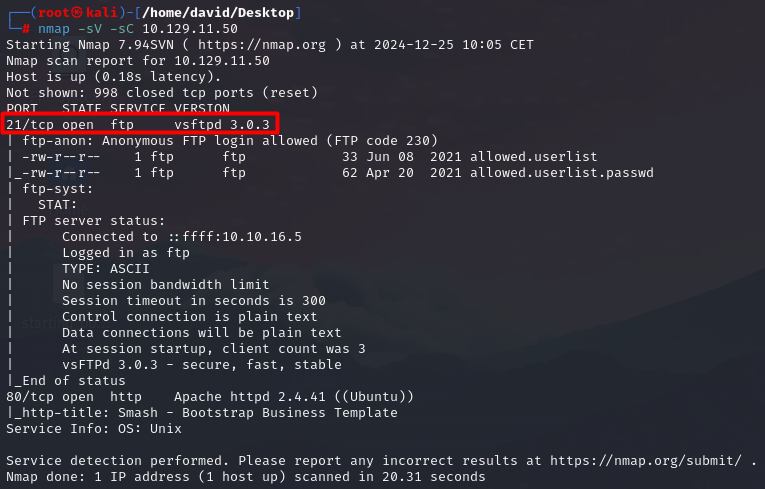 ┌──(root㉿kali)-[/home/david/Desktop]
└─# nmap -sV -sC 10.129.11.50
Starting Nmap 7.94SVN ( https://nmap.org ) at 2024-12-25 10:05 CET
Nmap scan report for 10.129.11.50
Host is up (0.18s latency).
Not shown: 998 closed tcp ports (reset)
PORT   STATE SERVICE VERSION
21/tcp open  ftp     vsftpd 3.0.3
| ftp-anon: Anonymous FTP login allowed (FTP code 230)
| -rw-r--r--    1 ftp      ftp            33 Jun 08  2021 allowed.userlist
|_-rw-r--r--    1 ftp      ftp            62 Apr 20  2021 allowed.userlist.passwd
| ftp-syst:
|   STAT:
| FTP server status:
|      Connected to ::ffff:10.10.16.5
|      Logged in as ftp
|      TYPE: ASCII
|      No session bandwidth limit
|      Session timeout in seconds is 300
|      Control connection is plain text
|      Data connections will be plain text
|      At session startup, client count was 3
|      vsFTPd 3.0.3 - secure, fast, stable
|_End of status
80/tcp open  http    Apache httpd 2.4.41 ((Ubuntu))
|_http-title: Smash - Bootstrap Business Template
Service Info: OS: Unix

Service detection performed. Please report any incorrect results at https://nmap.org/submit/ .
Nmap done: 1 IP address (1 host up) scanned in 20.31 seconds